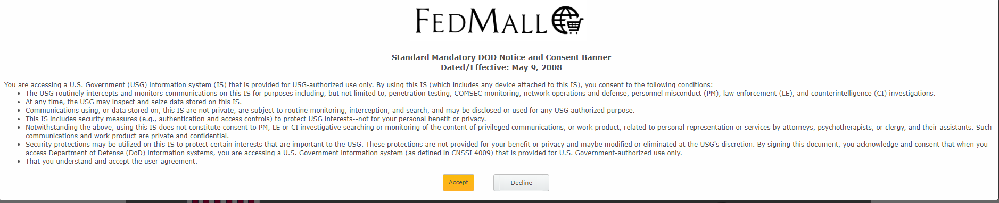 FEDMALL
Standard Mandatory DOD Notice and Consent Banner
Dated/Effective: May 9, 2008
You are accessing a U.S. Government (USG) information system (IS) that is provided for USG-authorized use only. By using this IS (which includes any device attached to this IS), you consent to the following conditions:
• The USG routinely intercepts and monitors communications on this IS for purposes including, but not limited to, penetration testing, COMSEC monitoring, network operations and defense, personnel misconduct (PM), law enforcement (LE), and counterintelligence (CI) investigations.
• At any time, the USG may inspect and seize data stored on this IS.
• Communications using, or data stored on, this IS are not private, are subject to routine monitoring, interception, and search, and may be disclosed or used for any USG authorized purpose.
• This IS includes security measures (e.g., authentication and access controls) to protect USG interests--not for your personal benefit or privacy.
• Notwithstanding the above, using this IS does not constitute consent to PM, LE or CI investigative searching or monitoring of the content of privileged communications, or work product, related to personal representation or services by attorneys, psychotherapists, or clergy, and their assistants. Such
communications and work product are private and confidential.
• Security protections may be utilized on this IS to protect certain interests that are important to the USG. These protections are not provided for your benefit or privacy and maybe modified or eliminated at the USG's discretion. By signing this document, you acknowledge and consent that when you
access Department of Defense (DoD) information systems, you are accessing a U.S. Government information system (as defined in CNSSI 4009) that is provided for U.S. Government-authorized use only.
• That you understand and accept the user agreement.
Accept Decline